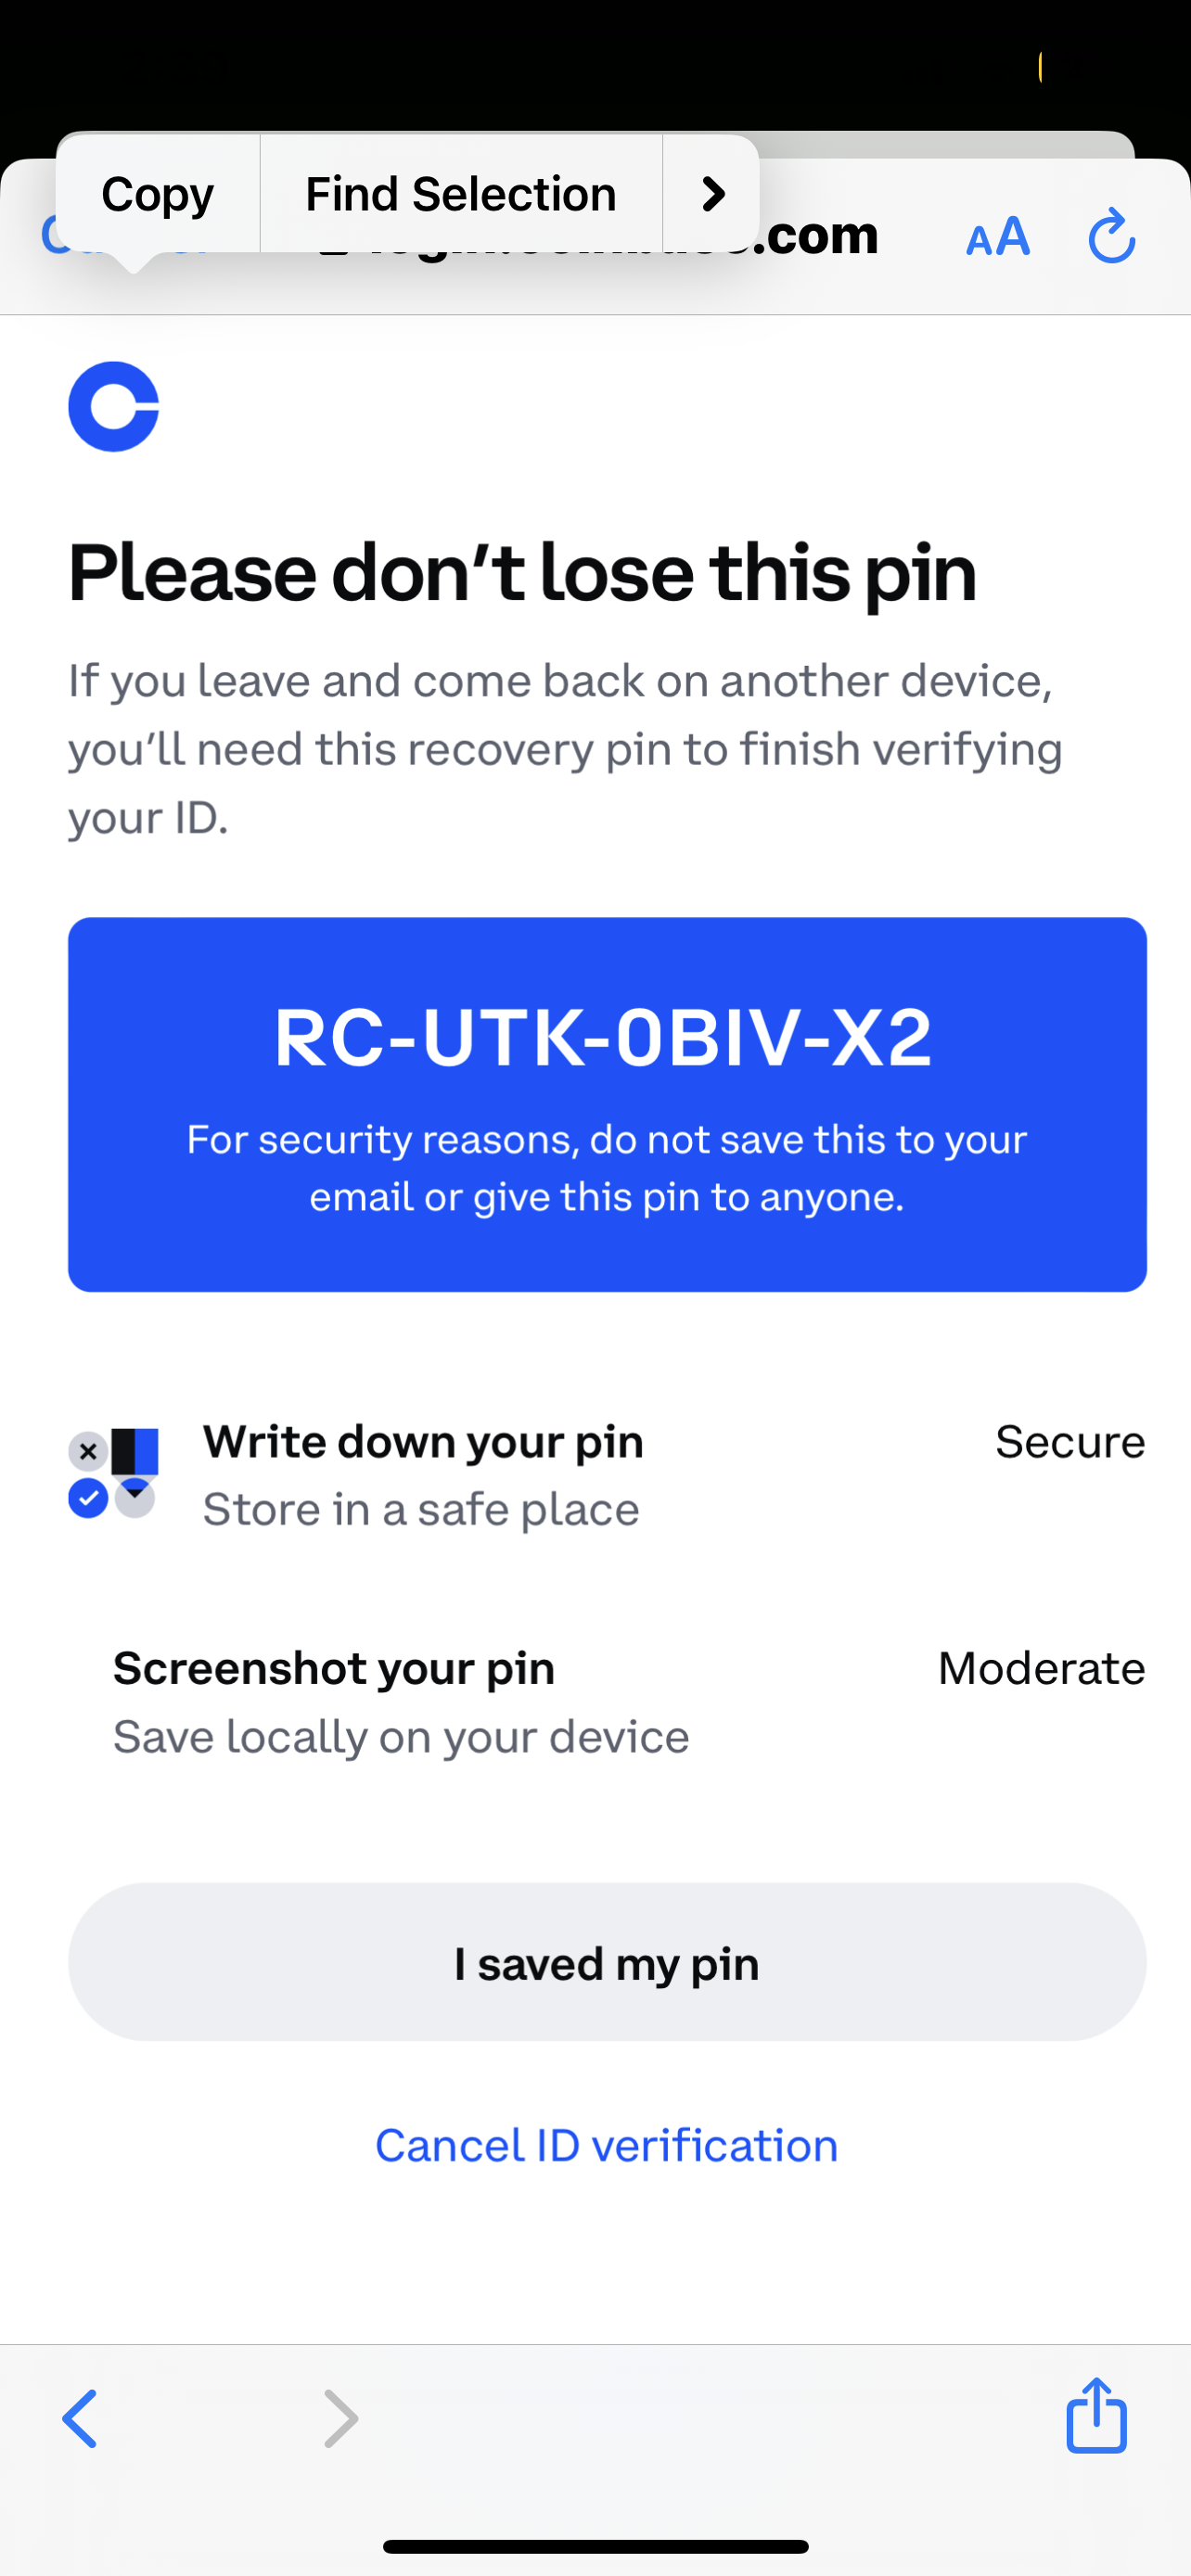 Copy
Find Selection
.com
AA
Please don’t lose this pin
If you leave and come back on another device,
you’ll need this recovery pin to finish verifying
your ID.
RC-UTK-0BIV-X2
For security reasons, do not save this to your
email or give this pin to anyone.
Write down your pin
Secure
Store in a safe place
Screenshot your pin
Moderate
Save locally on your device
I saved my pin
Cancel ID verification